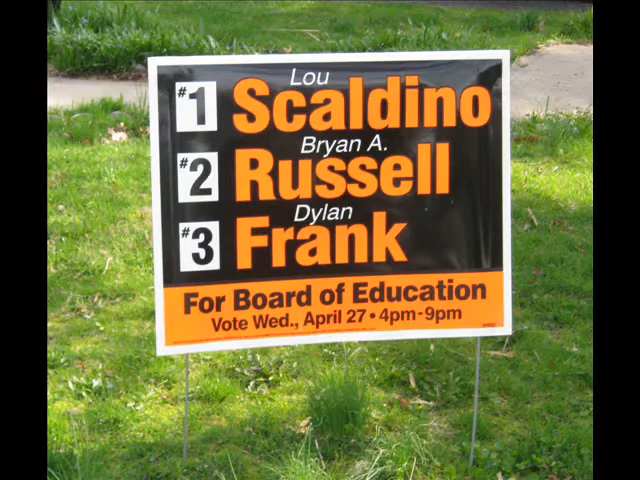 Lou
#1 Scaldino
Bryan A.
#2 Russell
Dylan
#3 Frank
For Board of Education
Vote Wed., April 27 • 4pm-9pm